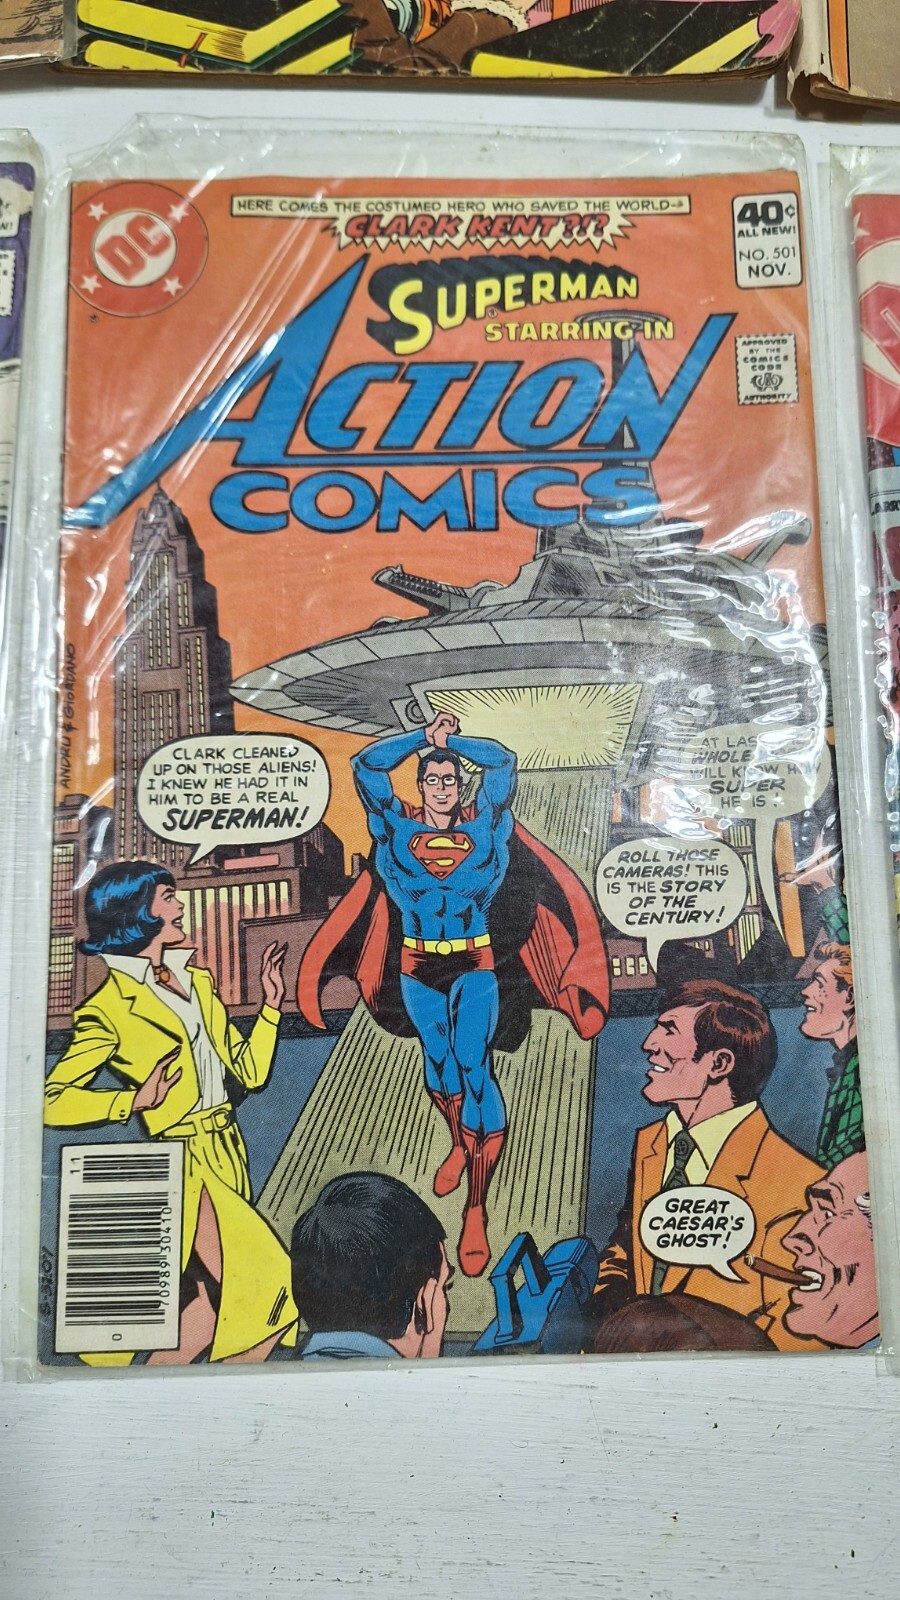 HERE COMES THE COSTUMED HERO WHO SAVED THE WORLD
CLARK KENT?!?
DC
40¢
ALL NEW!
NO. 501
NOV.
SUPERMAN
STARRING IN
ACTION
COMICS
APPROVED
BY THE
COMICS
CODE
AUTHORITY
ANDRU & GIORDANO
CLARK CLEANED
UP ON THOSE ALIENS!
I KNEW HE HAD IT IN
HIM TO BE A REAL
SUPERMAN!
AT LAS
WHOLE
WILL KNOW
SUPER
HE IS
ROLL THOSE
CAMERAS! THIS
IS THE STORY
OF THE
CENTURY!
S
GREAT
CAESAR'S
GHOST!
11
70989 30410
0